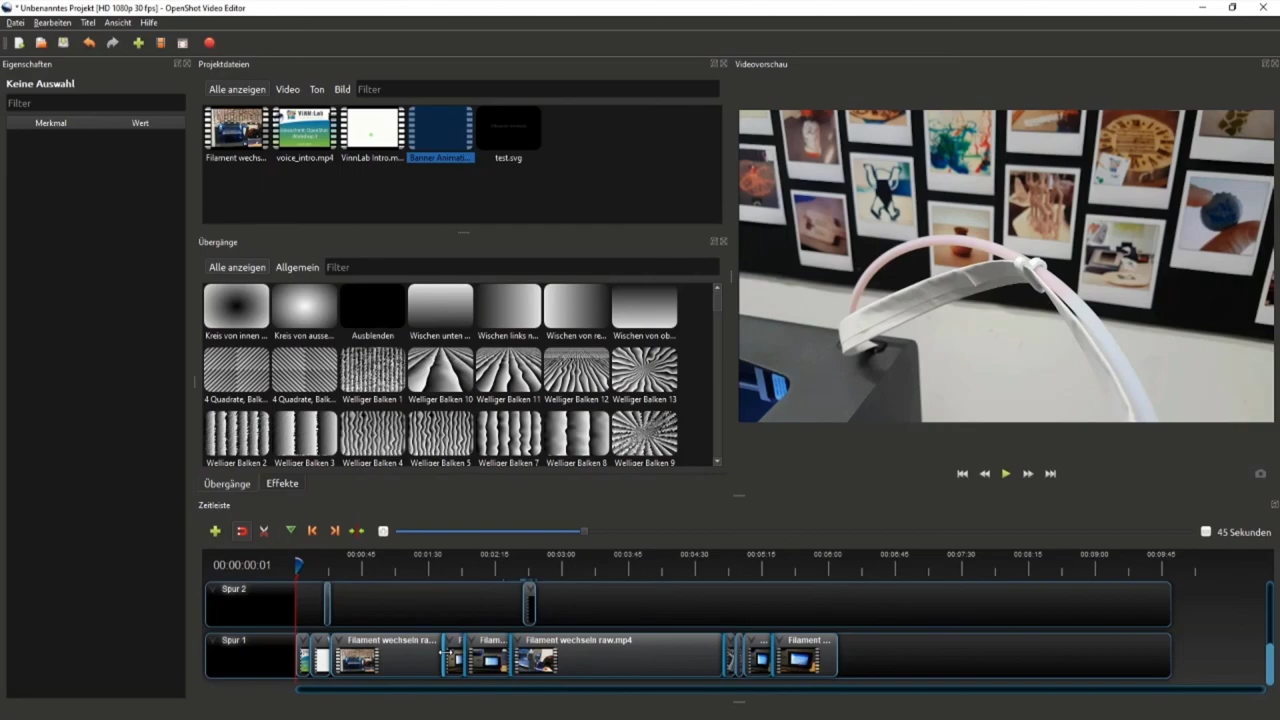 * Unbenanntes Projekt [HD 1080p 30 fps] - OpenShot Video Editor
Datei Bearbeiten Titel Ansicht Hilfe
Eigenschaften
Projektdateien
Videovorschau
Keine Auswahl
Alle anzeigen Video Ton Bild Filter
Filter
Merkmal Wert
ViNN:Lab
Filament wechs... voice_intro.mp4 VinnLab Intro.m... Banner Animati... test.svg
Übergänge
Alle anzeigen Allgemein Filter
Kreis von innen ... Kreis von ausse... Ausblenden Wischen unten ... Wischen links n... Wischen von re... Wischen von ob...
4 Quadrate, Balk... 4 Quadrate, Balk... Welliger Balken 1 Welliger Balken 10 Welliger Balken 11 Welliger Balken 12 Welliger Balken 13
Welliger Balken 2 Welliger Balken 3 Welliger Balken 4 Welliger Balken 5 Welliger Balken 7 Welliger Balken 8 Welliger Balken 9
Übergänge Effekte
Zeitleiste
45 Sekunden
00:00:00:01
00:00:45 00:01:30 00:02:15 00:03:00 00:03:45 00:04:30 00:05:15 00:06:00 00:06:45 00:07:30 00:08:15 00:09:00 00:09:45
Spur 2
Spur 1
Filament wechseln ra... F Filam... Filament wechseln raw.mp4 ... Filament ...